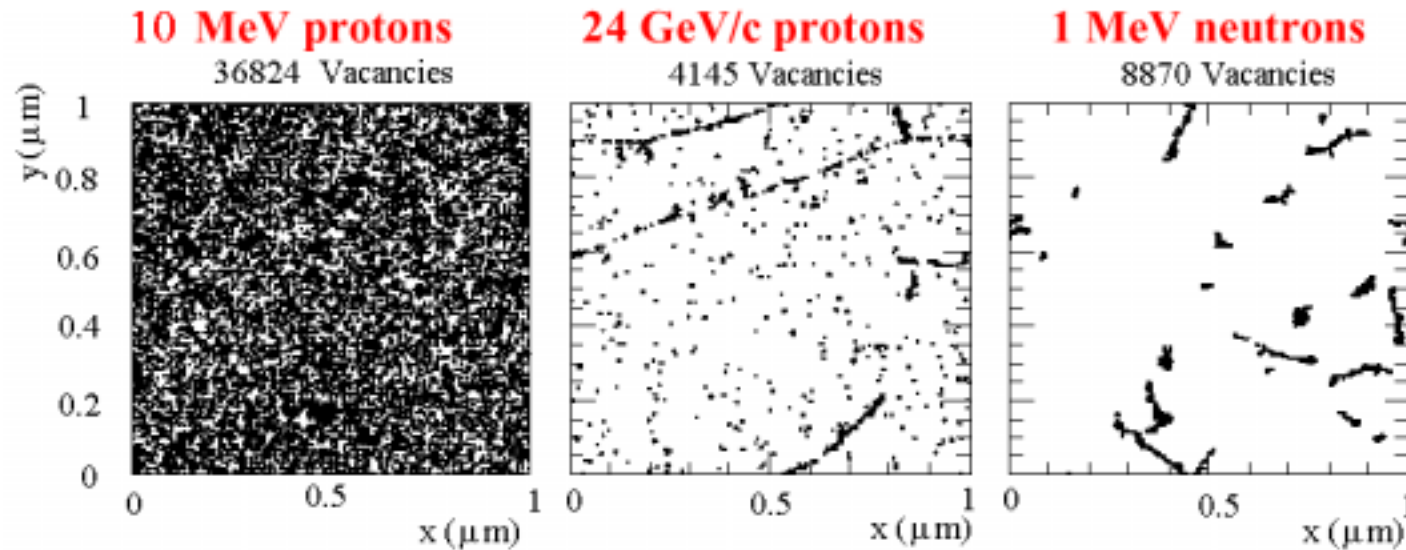 10 MeV protons
36824 Vacancies
y (μm)
1
0.8
0.6
0.4
0.2
0
0
0.5
1
x (μm)
24 GeV/c protons
4145 Vacancies
0
0.5
1
x (μm)
1 MeV neutrons
8870 Vacancies
0
0.5
1
x (μm)